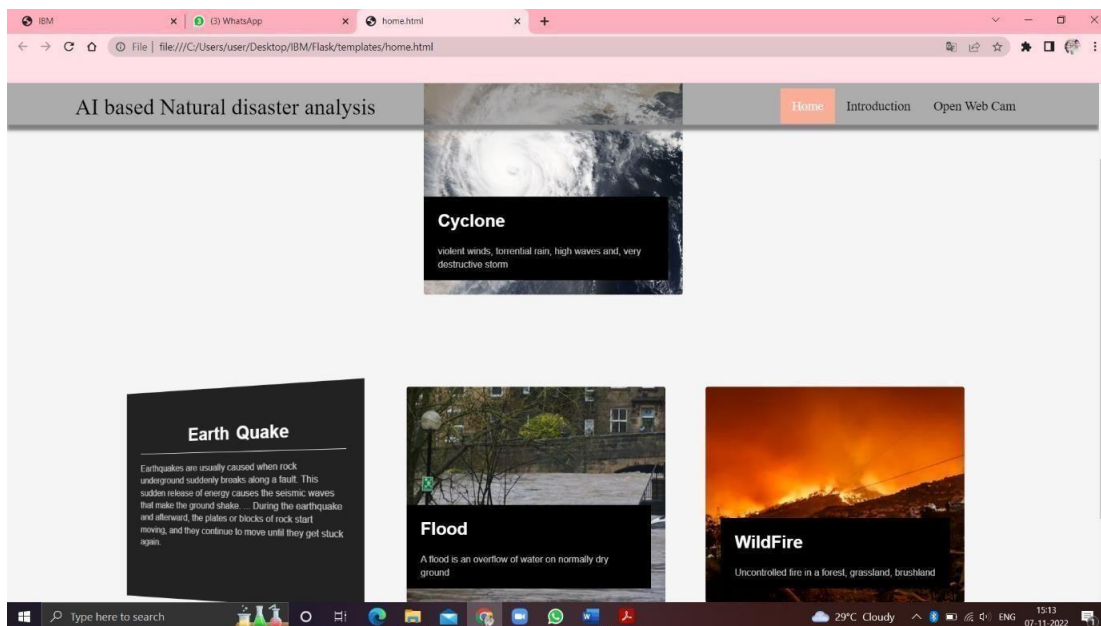 IBM
(3) WhatsApp
home.html
File | file:///C:/Users/user/Desktop/IBM/Flask/templates/home.html
AI based Natural disaster analysis
Home
Introduction
Open Web Cam
Cyclone
violent winds, torrential rain, high waves and, very
destructive storm
Earth Quake
Earthquakes are usually caused when rock
underground suddenly breaks along a fault. This
sudden release of energy causes the seismic waves
that make the ground shake. ... During the earthquake
and afterward, the plates or blocks of rock start
moving, and they continue to move until they get stuck
again.
Flood
A flood is an overflow of water on normally dry
ground
WildFire
Uncontrolled fire in a forest, grassland, brushland
Type here to search
29°C Cloudy
ENG
15:13
07-11-2022